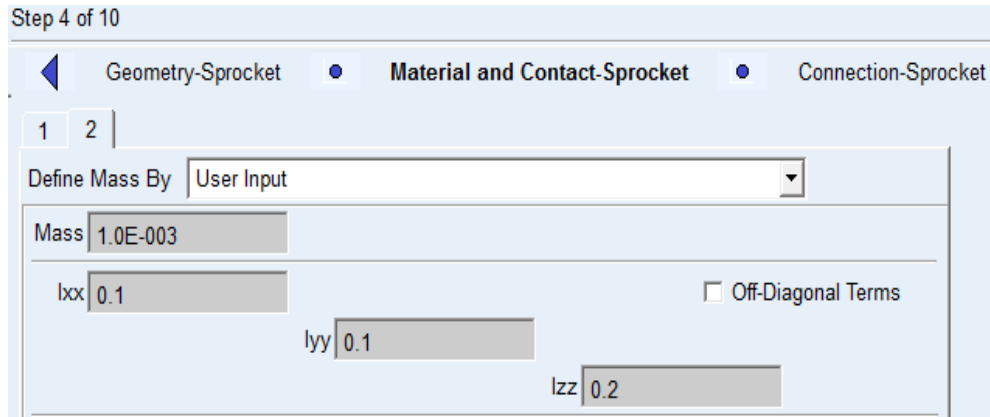 Step 4 of 10
Geometry-Sprocket Material and Contact-Sprocket Connection-Sprocket
1 2
Define Mass By User Input
Mass 1.0E-003
Ixx 0.1 Off-Diagonal Terms
Iyy 0.1
Izz 0.2